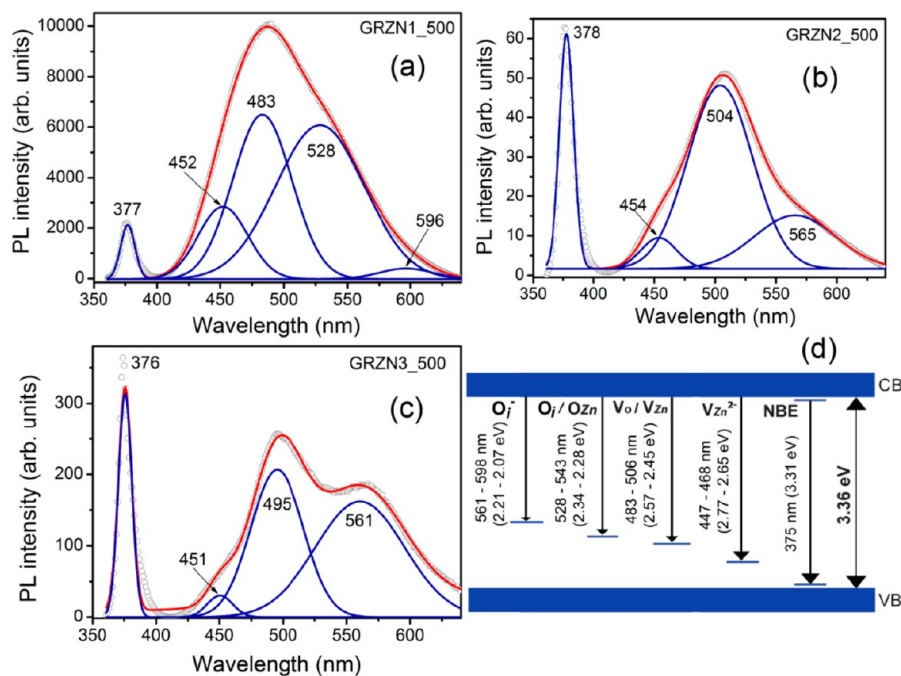 GRZN1_500
(a)
PL intensity (arb. units)
10000
8000
6000
4000
2000
0
377
452
483
528
596
350 400 450 500 550 600
Wavelength (nm)
GRZN2_500
(b)
PL intensity (arb. units)
60
50
40
30
20
10
0
378
454
504
565
350 400 450 500 550 600
Wavelength (nm)
GRZN3_500
(c)
PL intensity (arb. units)
300
200
100
0
376
451
495
561
350 400 450 500 550 600
Wavelength (nm)
(d)
CB
Oᵢ⁻
561 - 598 nm
(2.21 - 2.07 eV)
Oᵢ / O_Zn
528 - 543 nm
(2.34 - 2.28 eV)
V_O / V_Zn
483 - 506 nm
(2.57 - 2.45 eV)
V_Zn²⁻
447 - 468 nm
(2.77 - 2.65 eV)
NBE
375 nm (3.31 eV)
3.36 eV
VB